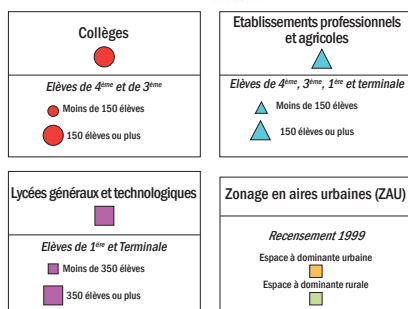 Collèges
Elèves de 4ème et de 3ème
Moins de 150 élèves
150 élèves ou plus
Etablissements professionnels
et agricoles
Elèves de 4ème, 3ème, 1ère et terminale
Moins de 150 élèves
150 élèves ou plus
Lycées généraux et technologiques
Elèves de 1ère et Terminale
Moins de 350 élèves
350 élèves ou plus
Zonage en aires urbaines (ZAU)
Recensement 1999
Espace à dominante urbaine
Espace à dominante rurale